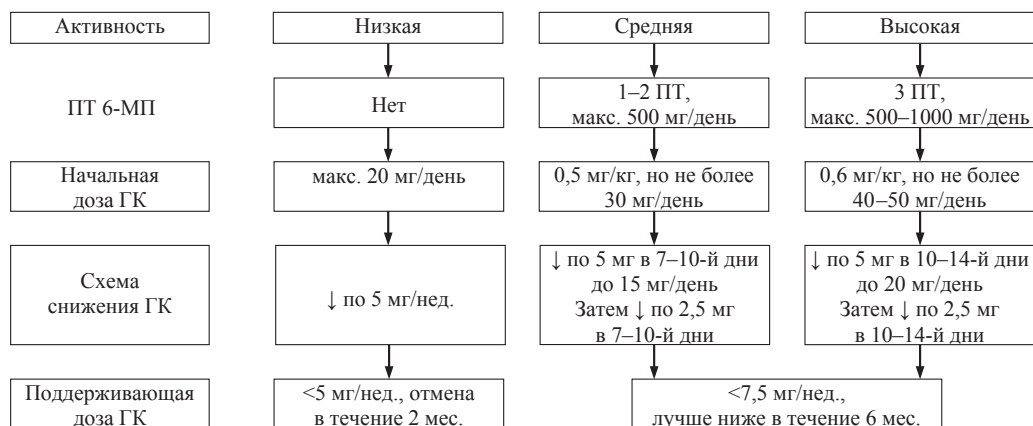 Активность
Низкая
Средняя
Высокая
ПТ 6-МП
Нет
1–2 ПТ,
макс. 500 мг/день
3 ПТ,
макс. 500–1000 мг/день
Начальная
доза ГК
макс. 20 мг/день
0,5 мг/кг, но не более
30 мг/день
0,6 мг/кг, но не более
40–50 мг/день
Схема
снижения ГК
↓ по 5 мг/нед.
↓ по 5 мг в 7–10-й дни
до 15 мг/день
Затем ↓ по 2,5 мг
в 7–10-й дни
↓ по 5 мг в 10–14-й дни
до 20 мг/день
Затем ↓ по 2,5 мг
в 10–14-й дни
Поддерживающая
доза ГК
<5 мг/нед., отмена
в течение 2 мес.
<7,5 мг/нед.,
лучше ниже в течение 6 мес.